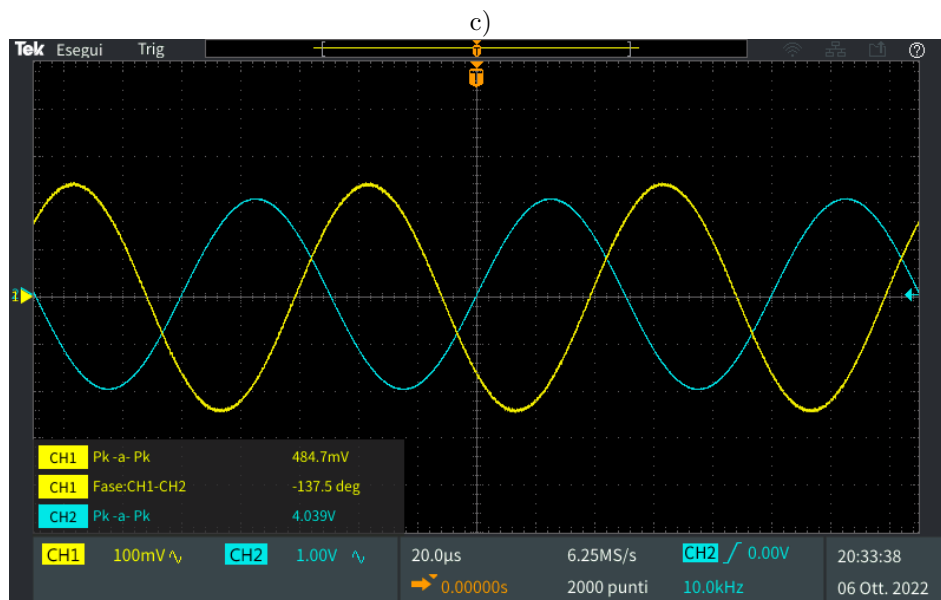 c)
Tek Esegui Trig
T
T
CH1 Pk -a- Pk 484.7mV
CH1 Fase:CH1-CH2 -137.5 deg
CH2 Pk -a- Pk 4.039V
CH1 100mV CH2 1.00V 20.0µs 6.25MS/s CH2 0.00V 20:33:38
0.00000s 2000 punti 10.0kHz 06 Ott. 2022